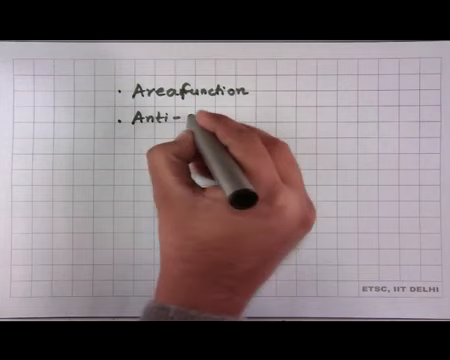 · Areafunction
· Anti -
ETSC, IIT DELHI